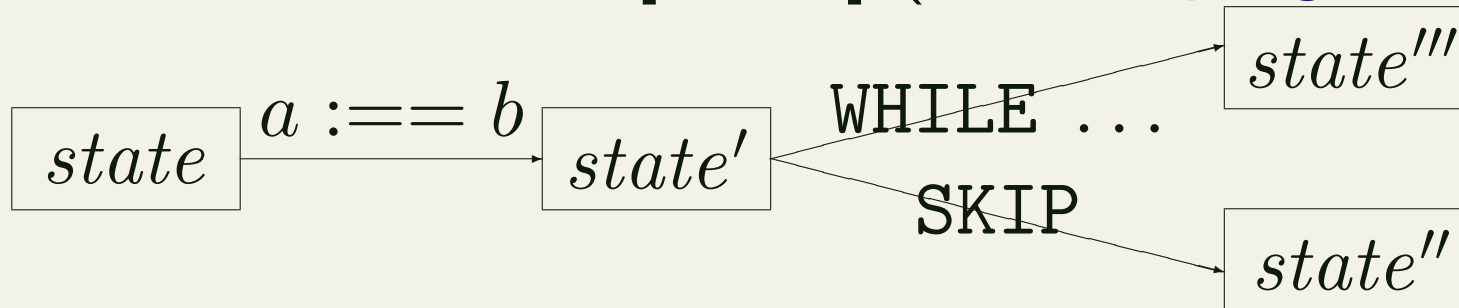 state'''
a :== b
WHILE ...
state
state'
SKIP
state''